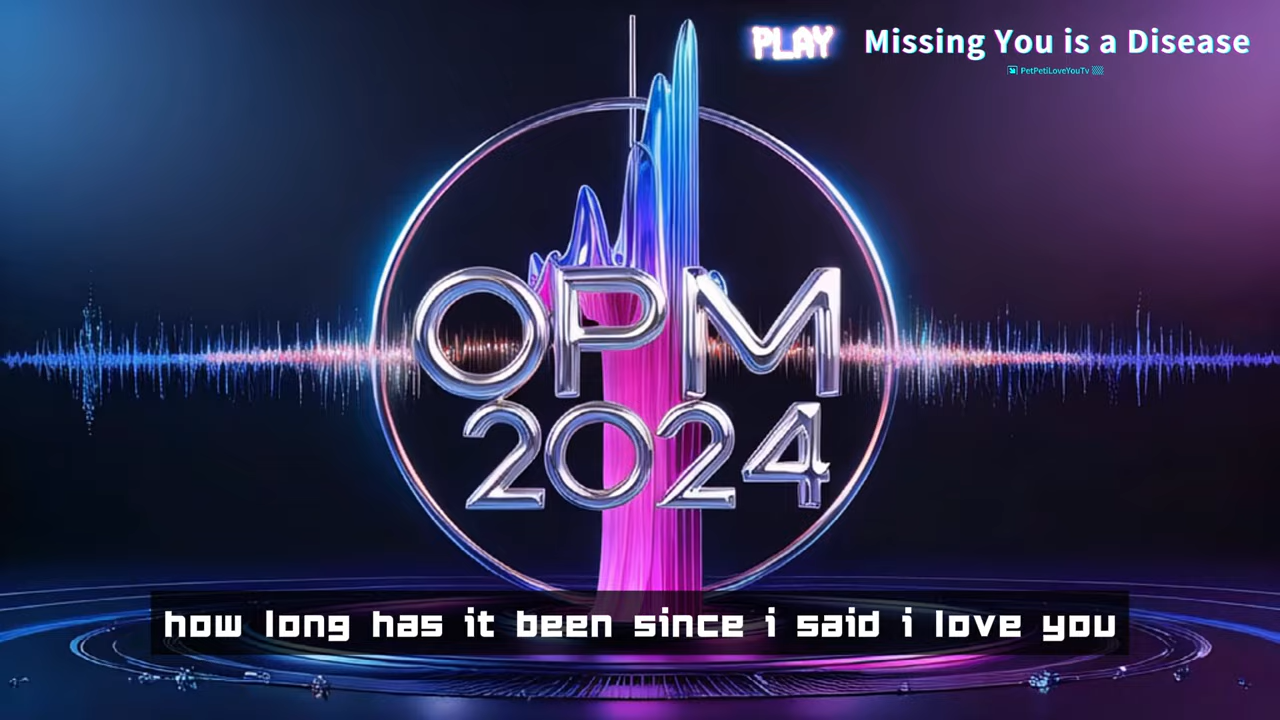 PLAY Missing You is a Disease
PetPetiLoveYouTv
OPM
2024
how long has it been since i said i love you